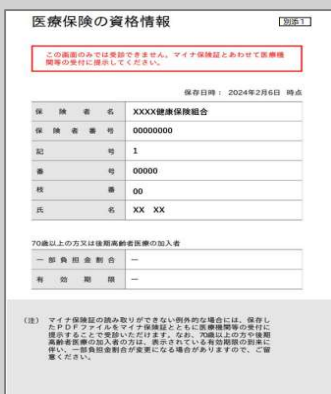 医療保険の資格情報
別添1
この画面のみでは受診できません。マイナ保険証とあわせて医療機
関等の受付に提示してください。
保存日時： 2024年2月6日 時点
保険者名 XXXX健康保険組合
保険者番号 00000000
記号 1
番号 00000
枝番 00
氏名 XX XX
70歳以上の方又は後期高齢者医療の加入者
一部負担金割合 ー
有効期限 ー
（注） マイナ保険証の読み取りができない例外的な場合には、保存し
たPDFファイルをマイナ保険証とともに医療機関等の受付に
提示することで受診いただけます。なお、70歳以上の方や後期
高齢者医療の加入者の方は、表示されている有効期限の到来に
伴い、一部負担金割合が変更になる場合がありますので、ご留
意ください。